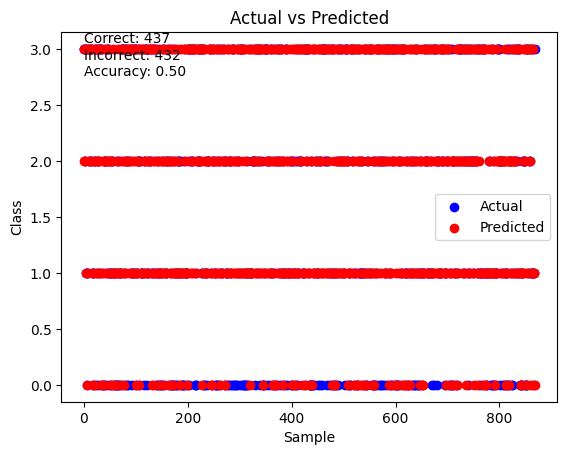 Actual vs Predicted
Correct: 437
Incorrect: 432
Accuracy: 0.50
3.0
2.5
2.0
1.5
1.0
0.5
0.0
Class
Actual
Predicted
0
200
400
600
800
Sample